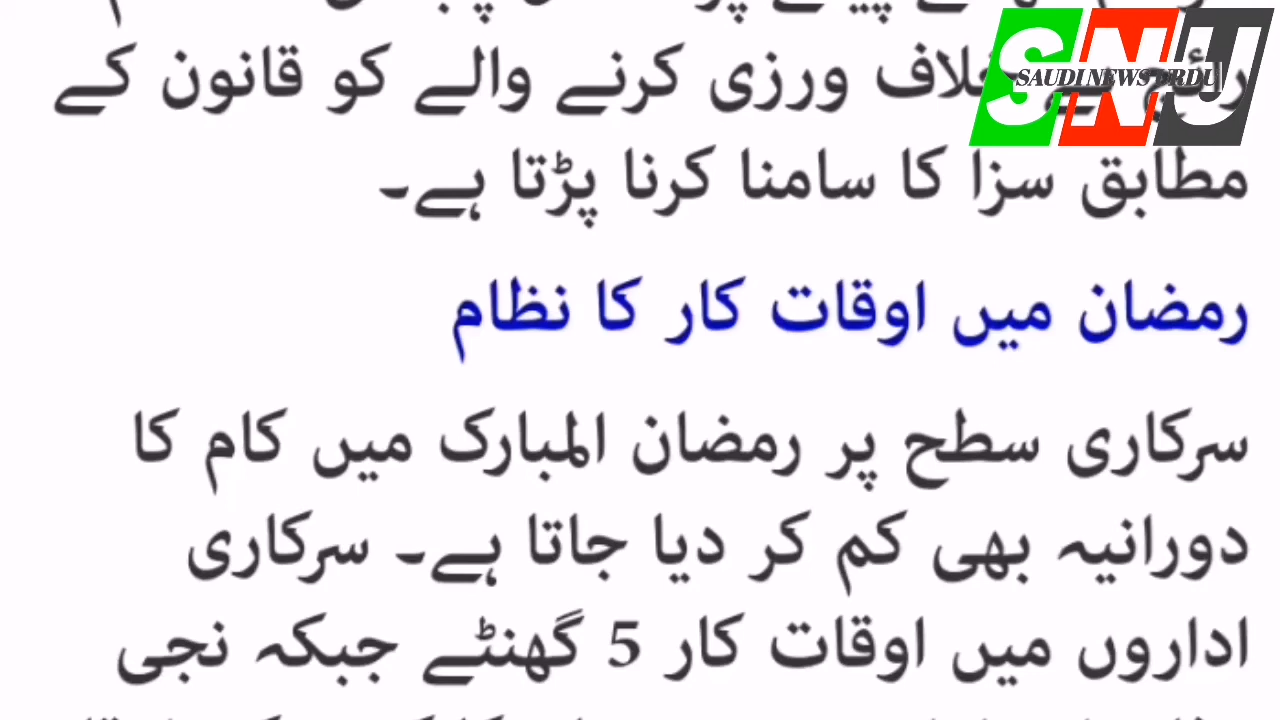 SNU
SAUDI NEWS URDU
رائج ہے خلاف ورزی کرنے والے کو قانون کے
مطابق سزا کا سامنا کرنا پڑتا ہے۔
رمضان میں اوقات کار کا نظام
سرکاری سطح پر رمضان المبارک میں کام کا
دورانیہ بھی کم کر دیا جاتا ہے۔ سرکاری
اداروں میں اوقات کار 5 گھنٹے جبکہ نجی